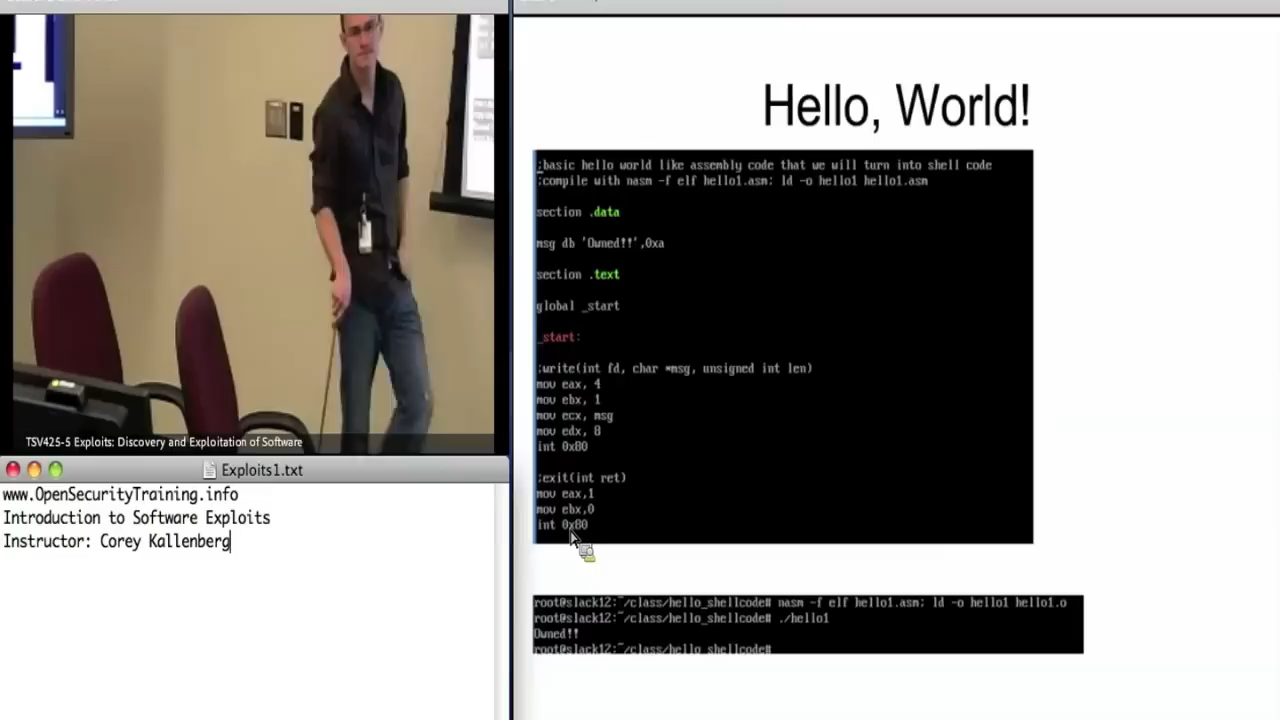 TSV425-5 Exploits: Discovery and Exploitation of Software
Exploits1.txt
www.OpenSecurityTraining.info
Introduction to Software Exploits
Instructor: Corey Kallenberg
Hello, World!
;basic hello world like assembly code that we will turn into shell code
;compile with nasm -f elf hello1.asm; ld -o hello1 hello1.asm
section .data
msg db 'Owned!!',0xa
section .text
global _start
_start:
;write(int fd, char *msg, unsigned int len)
mov eax, 4
mov ebx, 1
mov ecx, msg
mov edx, 8
int 0x80
;exit(int ret)
mov eax,1
mov ebx,0
int 0x80
root@slack12:~/class/hello_shellcode# nasm -f elf hello1.asm; ld -o hello1 hello1.o
root@slack12:~/class/hello_shellcode# ./hello1
Owned!!
root@slack12:~/class/hello_shellcode#